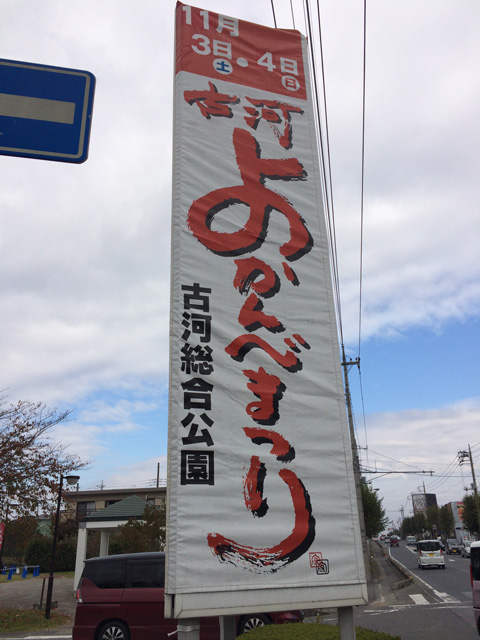 11月
3日㊏・4日㊐
古河
よかんべまつり
古河総合公園